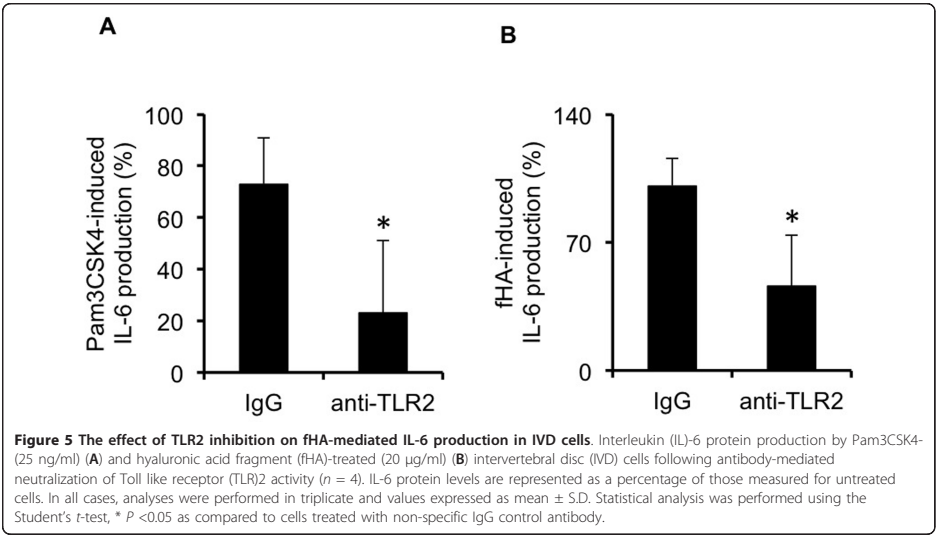 A
B
Pam3CSK4-induced
IL-6 production (%)
100
80
60
40
20
0
*
IgG
anti-TLR2
fHA-induced
IL-6 production (%)
140
70
0
*
IgG
anti-TLR2
Figure 5 The effect of TLR2 inhibition on fHA-mediated IL-6 production in IVD cells. Interleukin (IL)-6 protein production by Pam3CSK4-
(25 ng/ml) (A) and hyaluronic acid fragment (fHA)-treated (20 μg/ml) (B) intervertebral disc (IVD) cells following antibody-mediated
neutralization of Toll like receptor (TLR)2 activity (n = 4). IL-6 protein levels are represented as a percentage of those measured for untreated
cells. In all cases, analyses were performed in triplicate and values expressed as mean ± S.D. Statistical analysis was performed using the
Student's t-test, * P <0.05 as compared to cells treated with non-specific IgG control antibody.